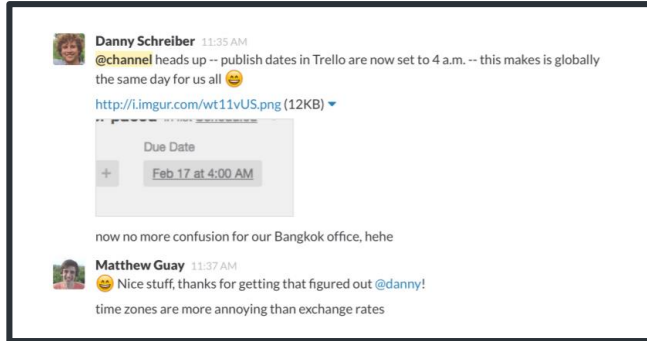 Danny Schreiber 11:35 AM
@channel heads up -- publish dates in Trello are now set to 4 a.m. -- this makes is globally
the same day for us all
http://i.imgur.com/wt11vUS.png (12KB)
Due Date
+ Feb 17 at 4:00 AM
now no more confusion for our Bangkok office, hehe
Matthew Guay 11:37 AM
Nice stuff, thanks for getting that figured out @danny!
time zones are more annoying than exchange rates